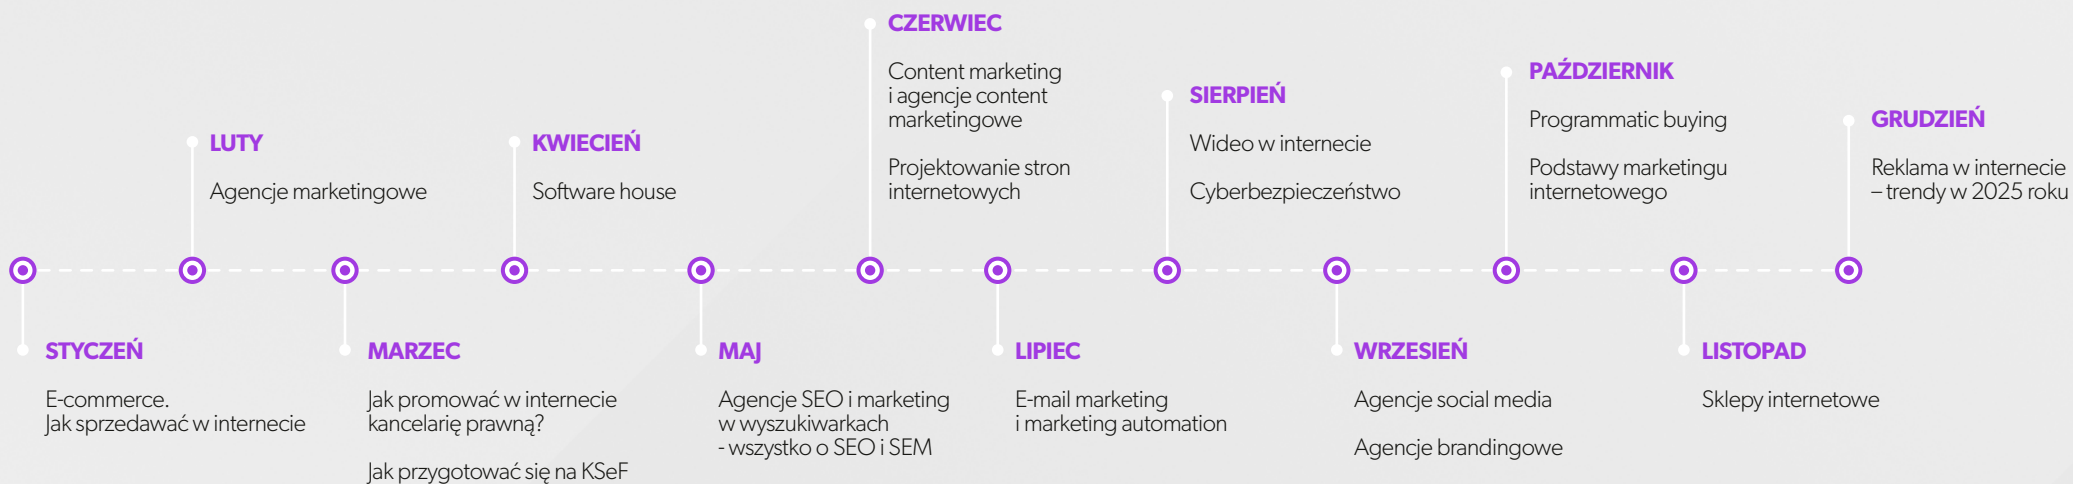 STYCZEŃ
E-commerce.
Jak sprzedawać w internecie
LUTY
Agencje marketingowe
MARZEC
Jak promować w internecie
kancelarię prawną?
Jak przygotować się na KSeF
KWIECIEŃ
Software house
MAJ
Agencje SEO i marketing
w wyszukiwarkach
- wszystko o SEO i SEM
CZERWIEC
Content marketing
i agencje content
marketingowe
Projektowanie stron
internetowych
LIPIEC
E-mail marketing
i marketing automation
SIERPIEŃ
Wideo w internecie
Cyberbezpieczeństwo
WRZESIEŃ
Agencje social media
Agencje brandingowe
PAŹDZIERNIK
Programmatic buying
Podstawy marketingu
internetowego
LISTOPAD
Sklepy internetowe
GRUDZIEŃ
Reklama w internecie
– trendy w 2025 roku